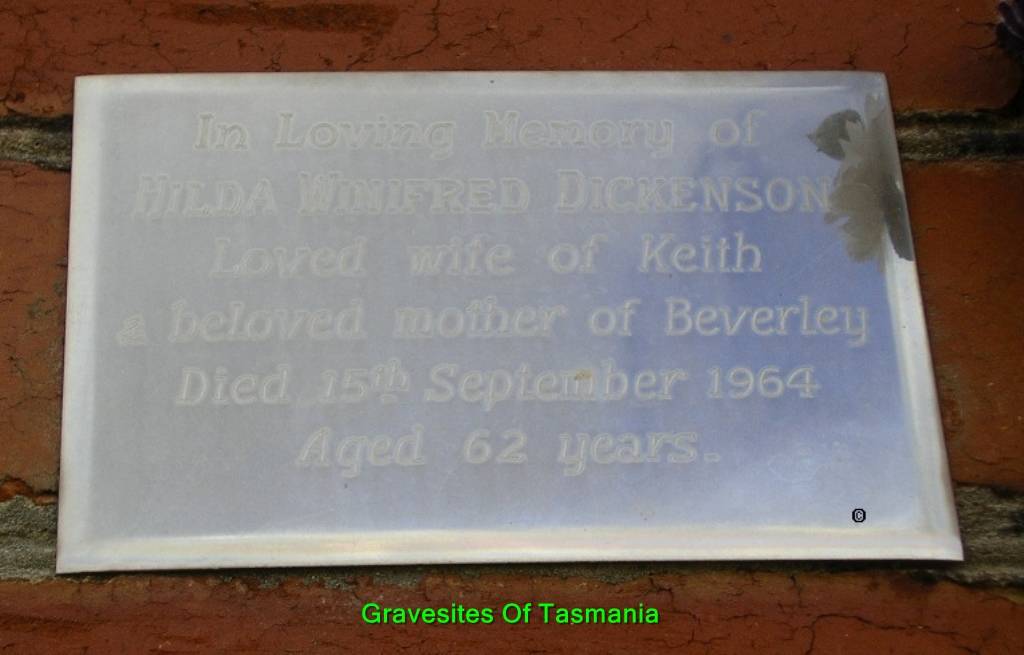 In Loving Memory of
HILDA WINIFRED DICKENSON
Loved wife of Keith
& beloved mother of Beverley
Died 15th September 1964
Aged 62 years.
©
Gravesites Of Tasmania